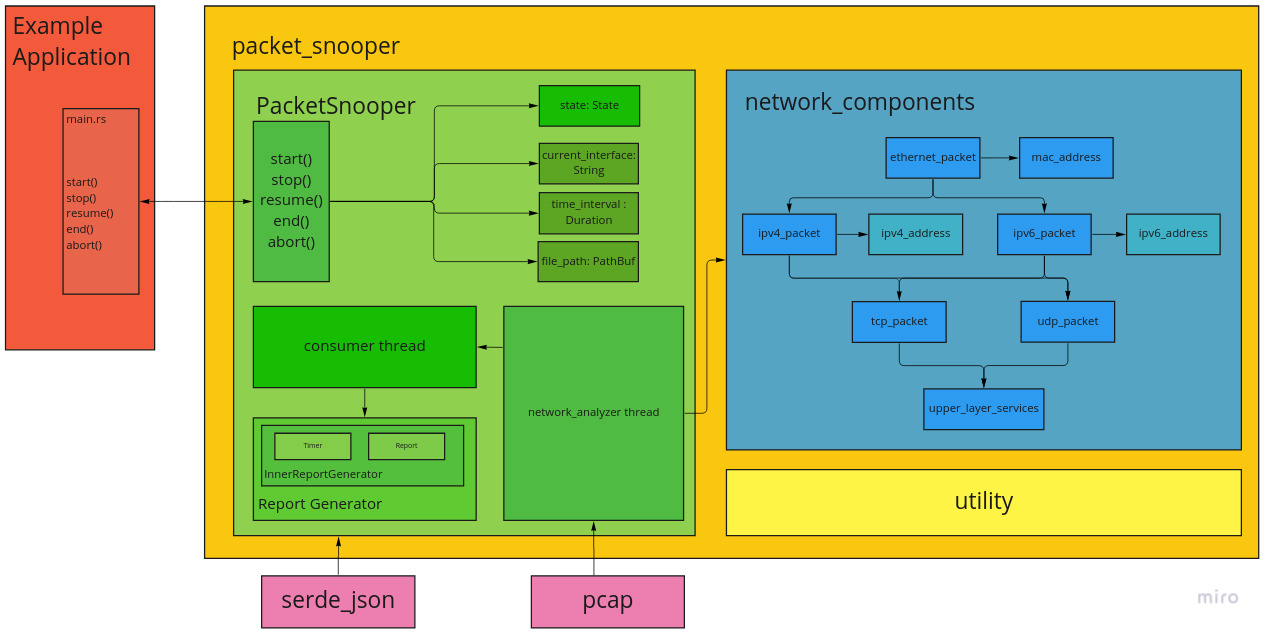 Example
Application
main.rs
start()
stop()
resume()
end()
abort()
packet_snooper
PacketSnooper
start()
stop()
resume()
end()
abort()
state: State
current_interface:
String
time_interval :
Duration
file_path: PathBuf
consumer thread
Timer
Report
InnerReportGenerator
Report Generator
network_analyzer thread
network_components
ethernet_packet
mac_address
ipv4_packet
ipv4_address
ipv6_packet
ipv6_address
tcp_packet
udp_packet
upper_layer_services
utility
serde_json
pcap
miro